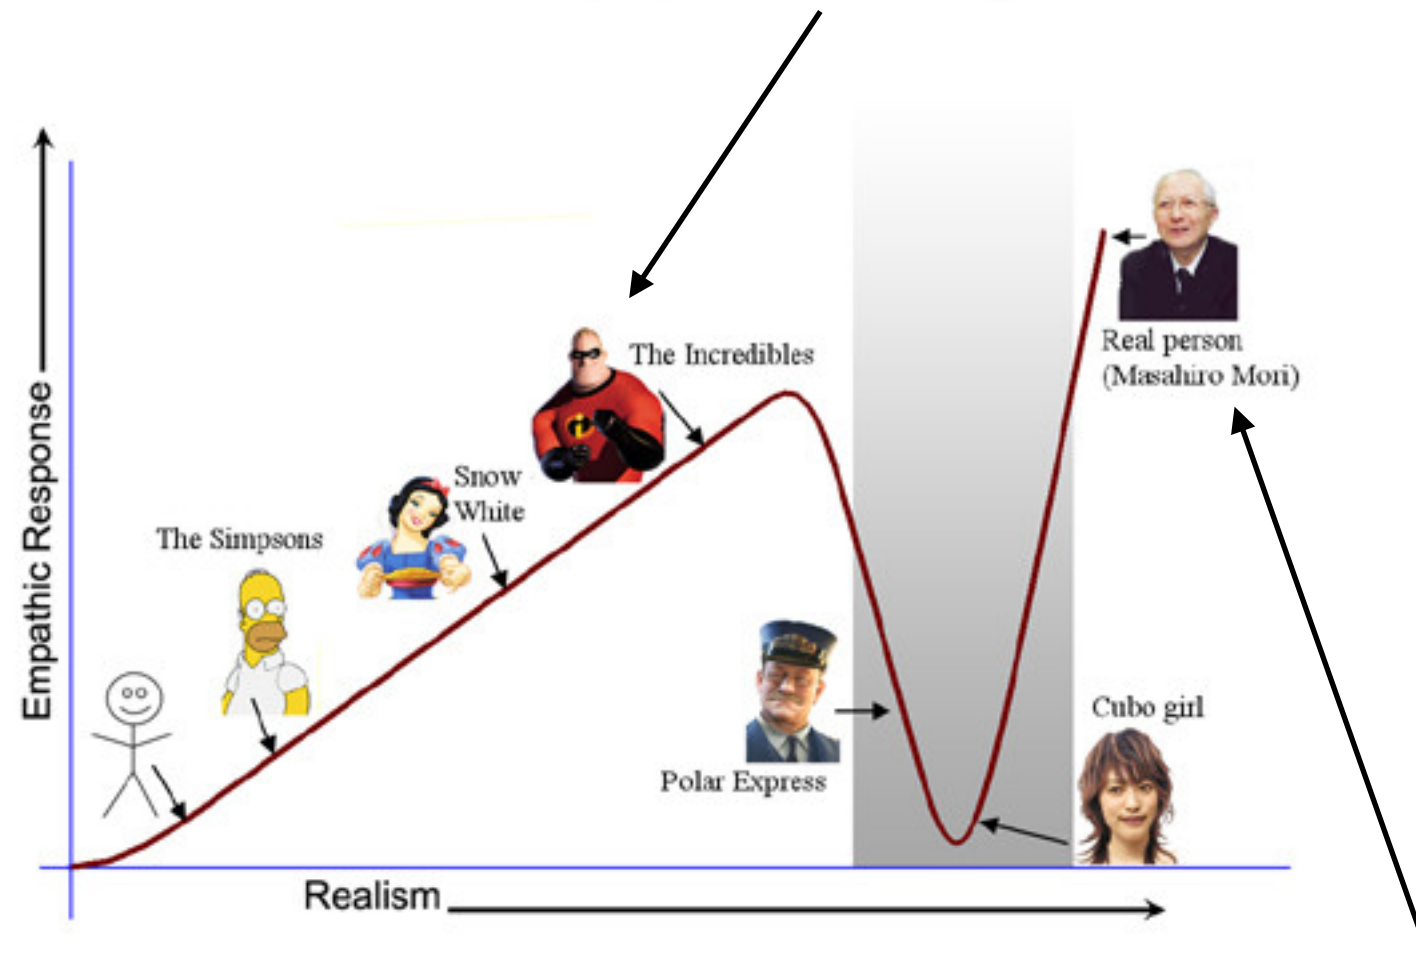 Empathic Response
The Incredibles
Snow
White
The Simpsons
Real person
(Masahiro Mori)
Polar Express
Cubo girl
Realism